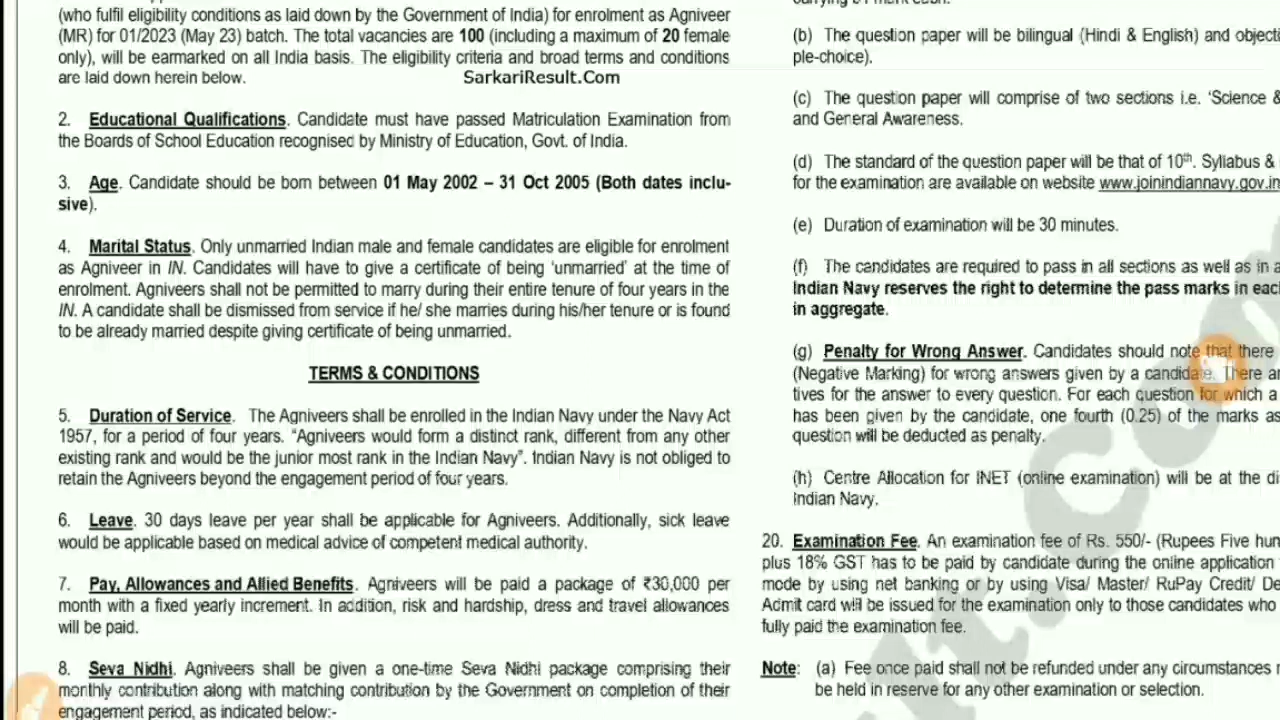 (who fulfil eligibility conditions as laid down by the Government of India) for enrolment as Agniveer
(MR) for 01/2023 (May 23) batch. The total vacancies are 100 (including a maximum of 20 female
only), will be earmarked on all India basis. The eligibility criteria and broad terms and conditions
are laid down herein below.
SarkariResult.Com
2. Educational Qualifications. Candidate must have passed Matriculation Examination from
the Boards of School Education recognised by Ministry of Education, Govt. of India.
3. Age. Candidate should be born between 01 May 2002 – 31 Oct 2005 (Both dates inclu-
sive).
4. Marital Status. Only unmarried Indian male and female candidates are eligible for enrolment
as Agniveer in IN. Candidates will have to give a certificate of being 'unmarried' at the time of
enrolment. Agniveers shall not be permitted to marry during their entire tenure of four years in the
IN. A candidate shall be dismissed from service if he/ she marries during his/her tenure or is found
to be already married despite giving certificate of being unmarried.
TERMS & CONDITIONS
5. Duration of Service. The Agniveers shall be enrolled in the Indian Navy under the Navy Act
1957, for a period of four years. "Agniveers would form a distinct rank, different from any other
existing rank and would be the junior most rank in the Indian Navy". Indian Navy is not obliged to
retain the Agniveers beyond the engagement period of four years.
6. Leave. 30 days leave per year shall be applicable for Agniveers. Additionally, sick leave
would be applicable based on medical advice of competent medical authority.
7. Pay, Allowances and Allied Benefits. Agniveers will be paid a package of ₹30,000 per
month with a fixed yearly increment. In addition, risk and hardship, dress and travel allowances
will be paid.
8. Seva Nidhi. Agniveers shall be given a one-time Seva Nidhi package comprising their
monthly contribution along with matching contribution by the Government on completion of their
engagement period, as indicated below:-
(b) The question paper will be bilingual (Hindi & English) and objecti
ple-choice).
(c) The question paper will comprise of two sections i.e. 'Science &
and General Awareness.
(d) The standard of the question paper will be that of 10th. Syllabus &
for the examination are available on website www.joinindiannavy.gov.in
(e) Duration of examination will be 30 minutes.
(f) The candidates are required to pass in all sections as well as in a
Indian Navy reserves the right to determine the pass marks in each
in aggregate.
(g) Penalty for Wrong Answer. Candidates should note that there
(Negative Marking) for wrong answers given by a candidate. There ar
tives for the answer to every question. For each question for which a
has been given by the candidate, one fourth (0.25) of the marks as
question will be deducted as penalty.
(h) Centre Allocation for INET (online examination) will be at the di
Indian Navy.
20. Examination Fee. An examination fee of Rs. 550/- (Rupees Five hun
plus 18% GST has to be paid by candidate during the online application
mode by using net banking or by using Visa/ Master/ RuPay Credit/ De
Admit card will be issued for the examination only to those candidates who
fully paid the examination fee.
Note: (a) Fee once paid shall not be refunded under any circumstances
be held in reserve for any other examination or selection.